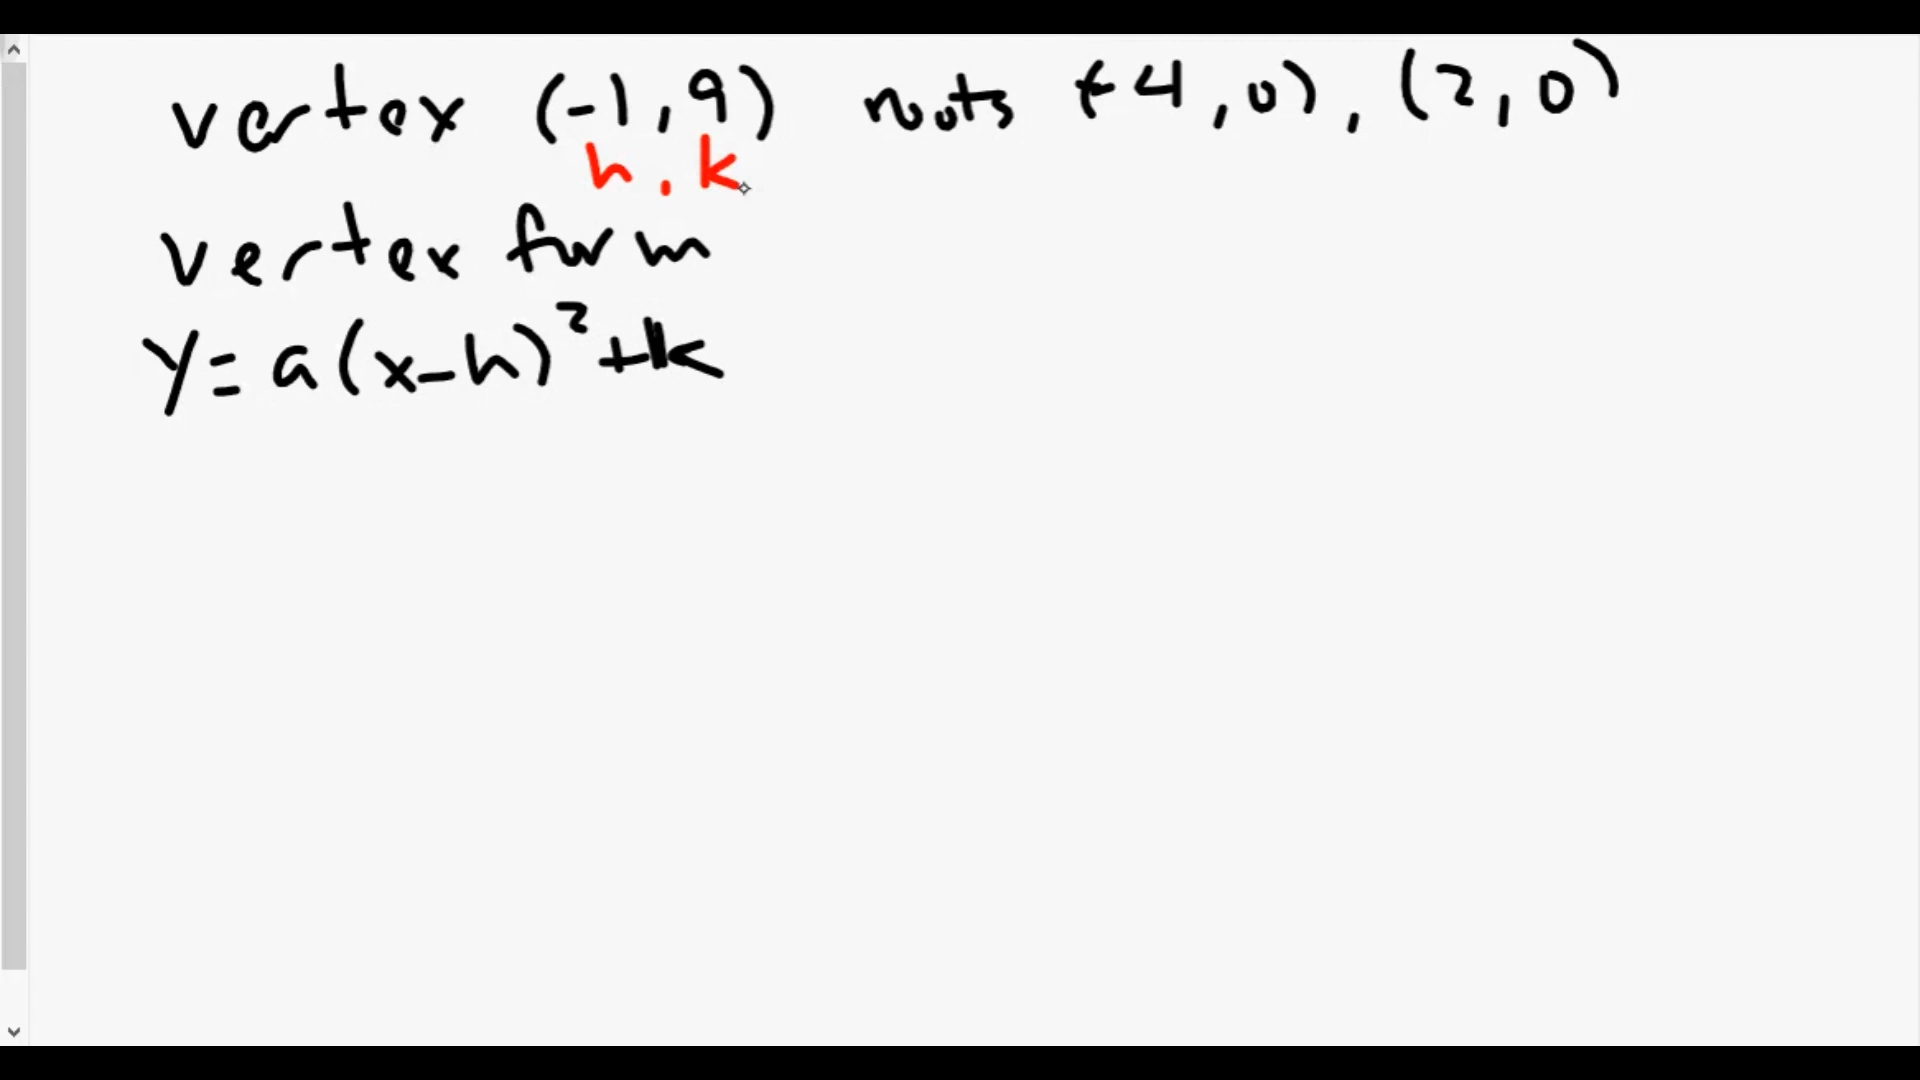 vertex (-1,9) roots (-4,0), (2,0)
h, k
vertex form
y = a(x-h)²+k